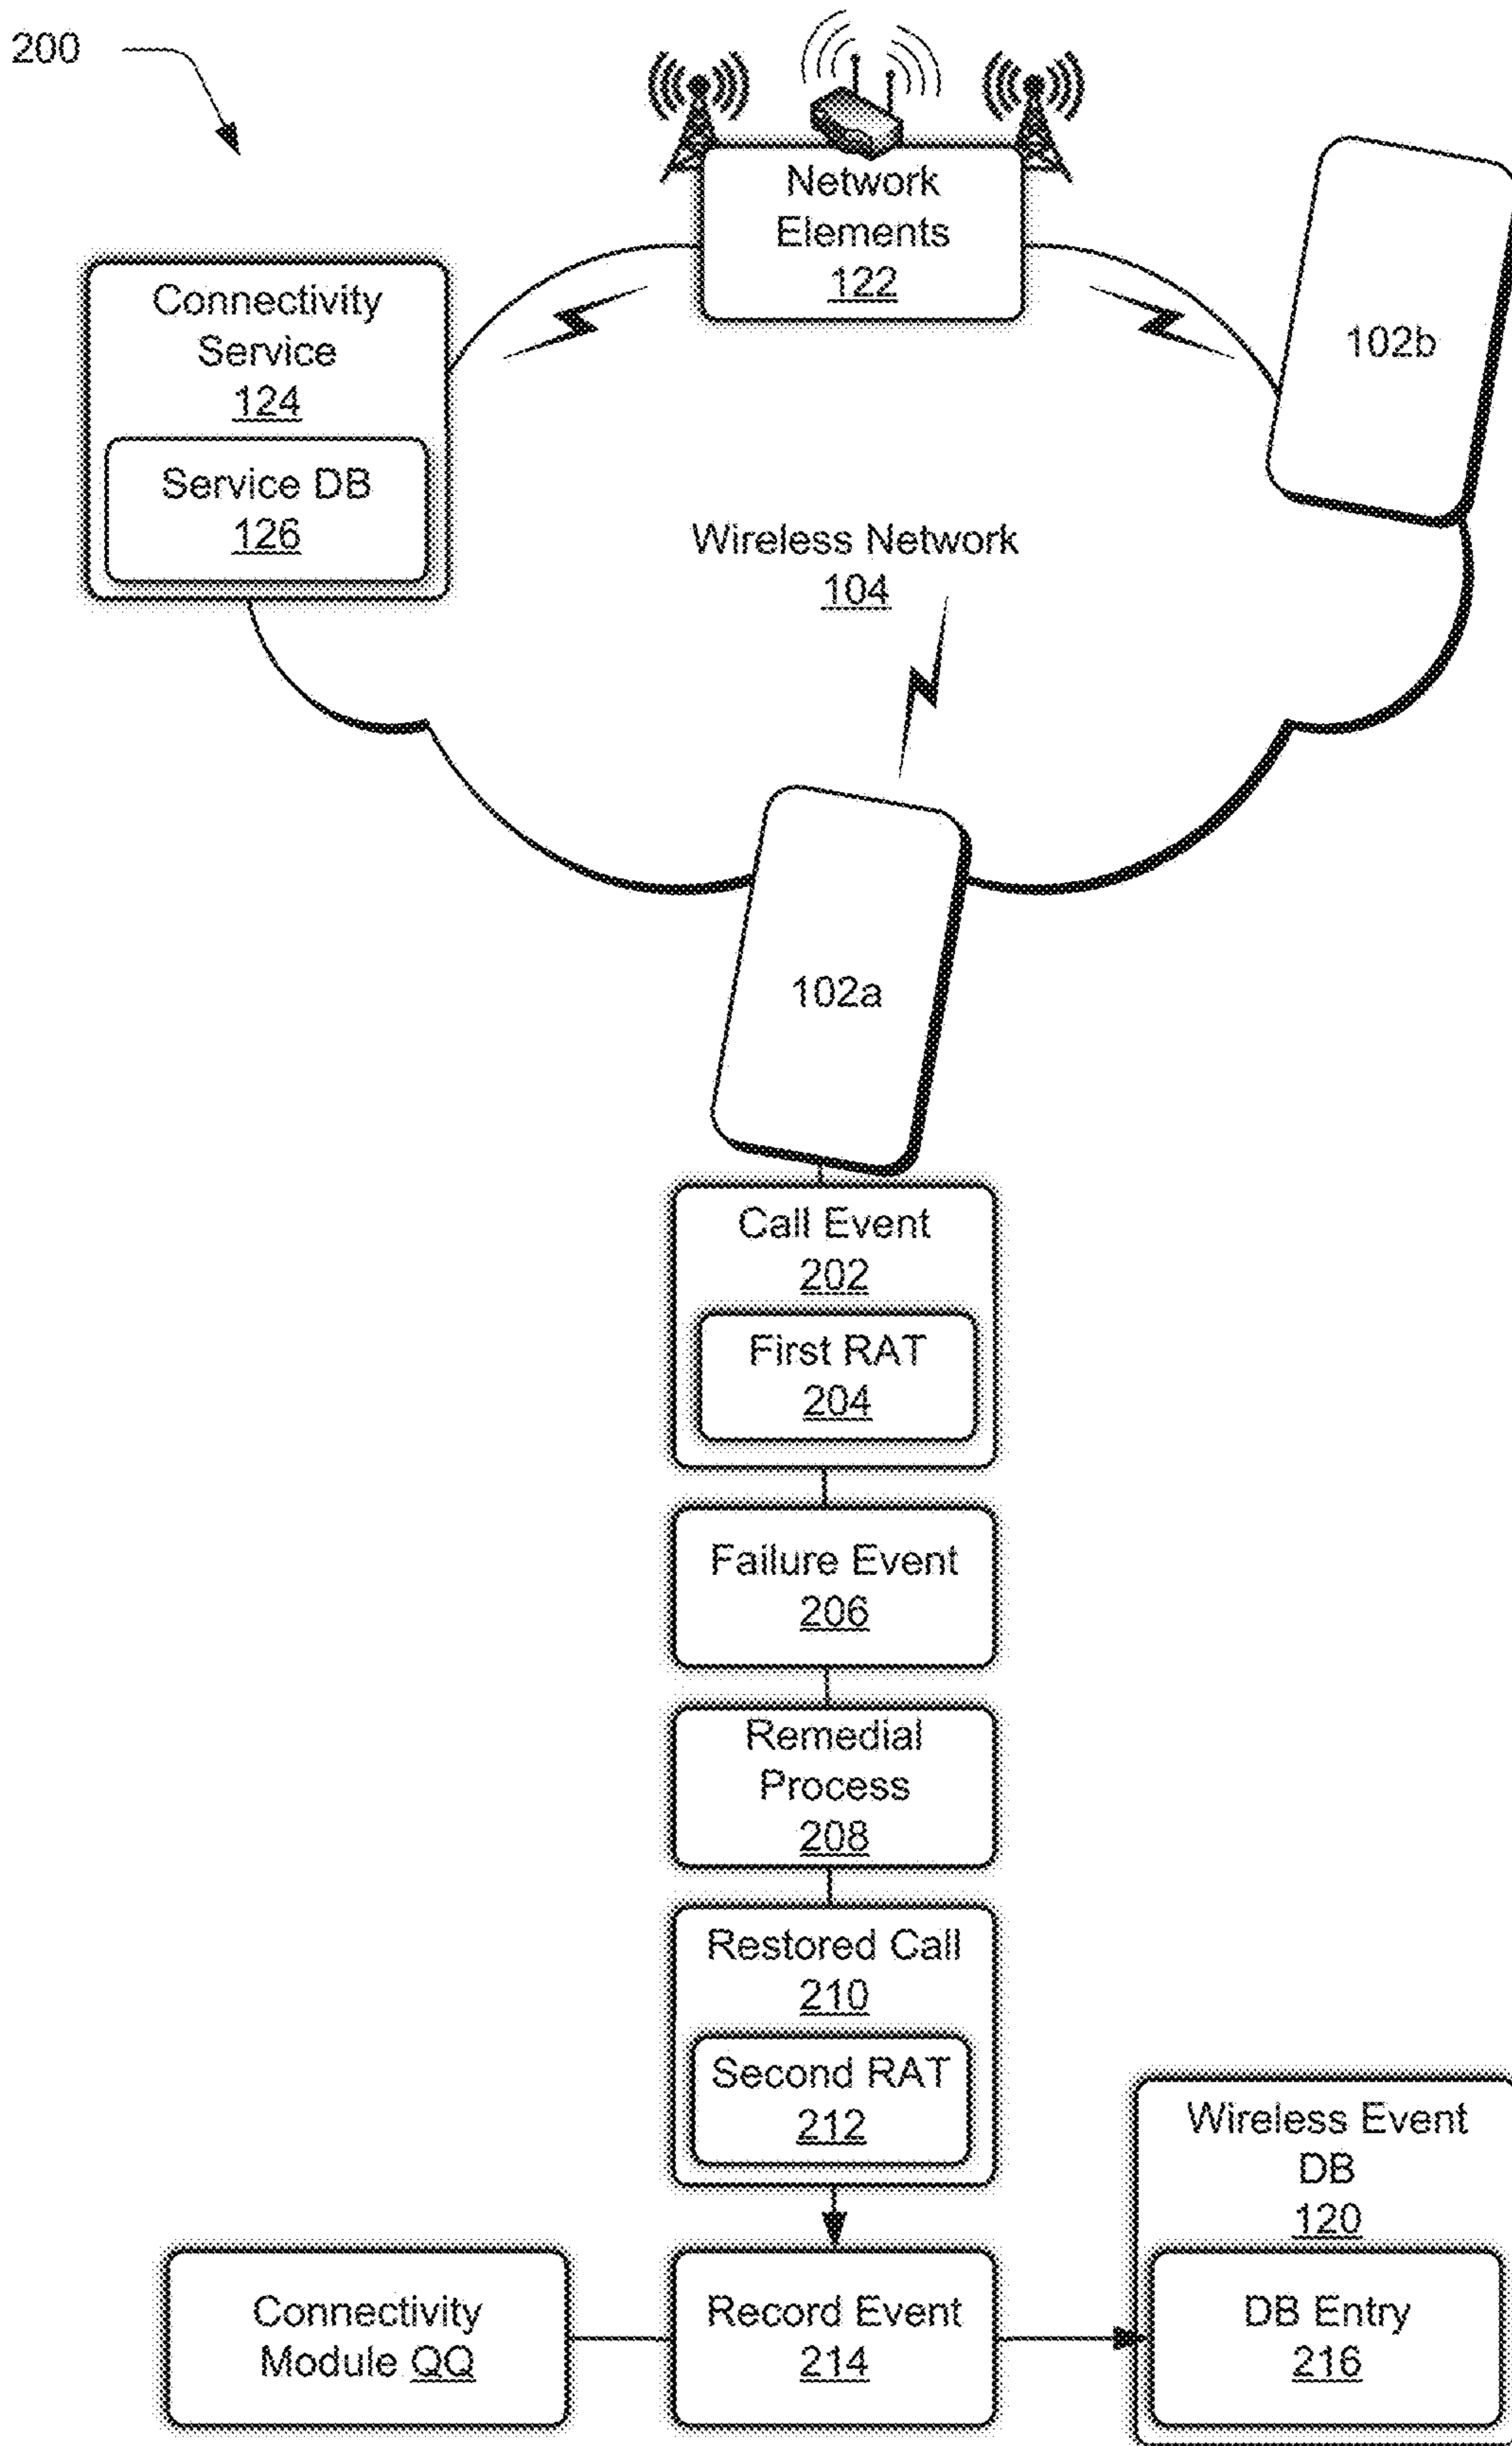 200
Network
Elements
122
102b
Connectivity
Service
124
Service DB
126
Wireless Network
104
102a
Call Event
202
First RAT
204
Failure Event
206
Remedial
Process
208
Restored Call
210
Second RAT
212
Wireless Event
DB
120
Connectivity
Module QQ
Record Event
214
DB Entry
216